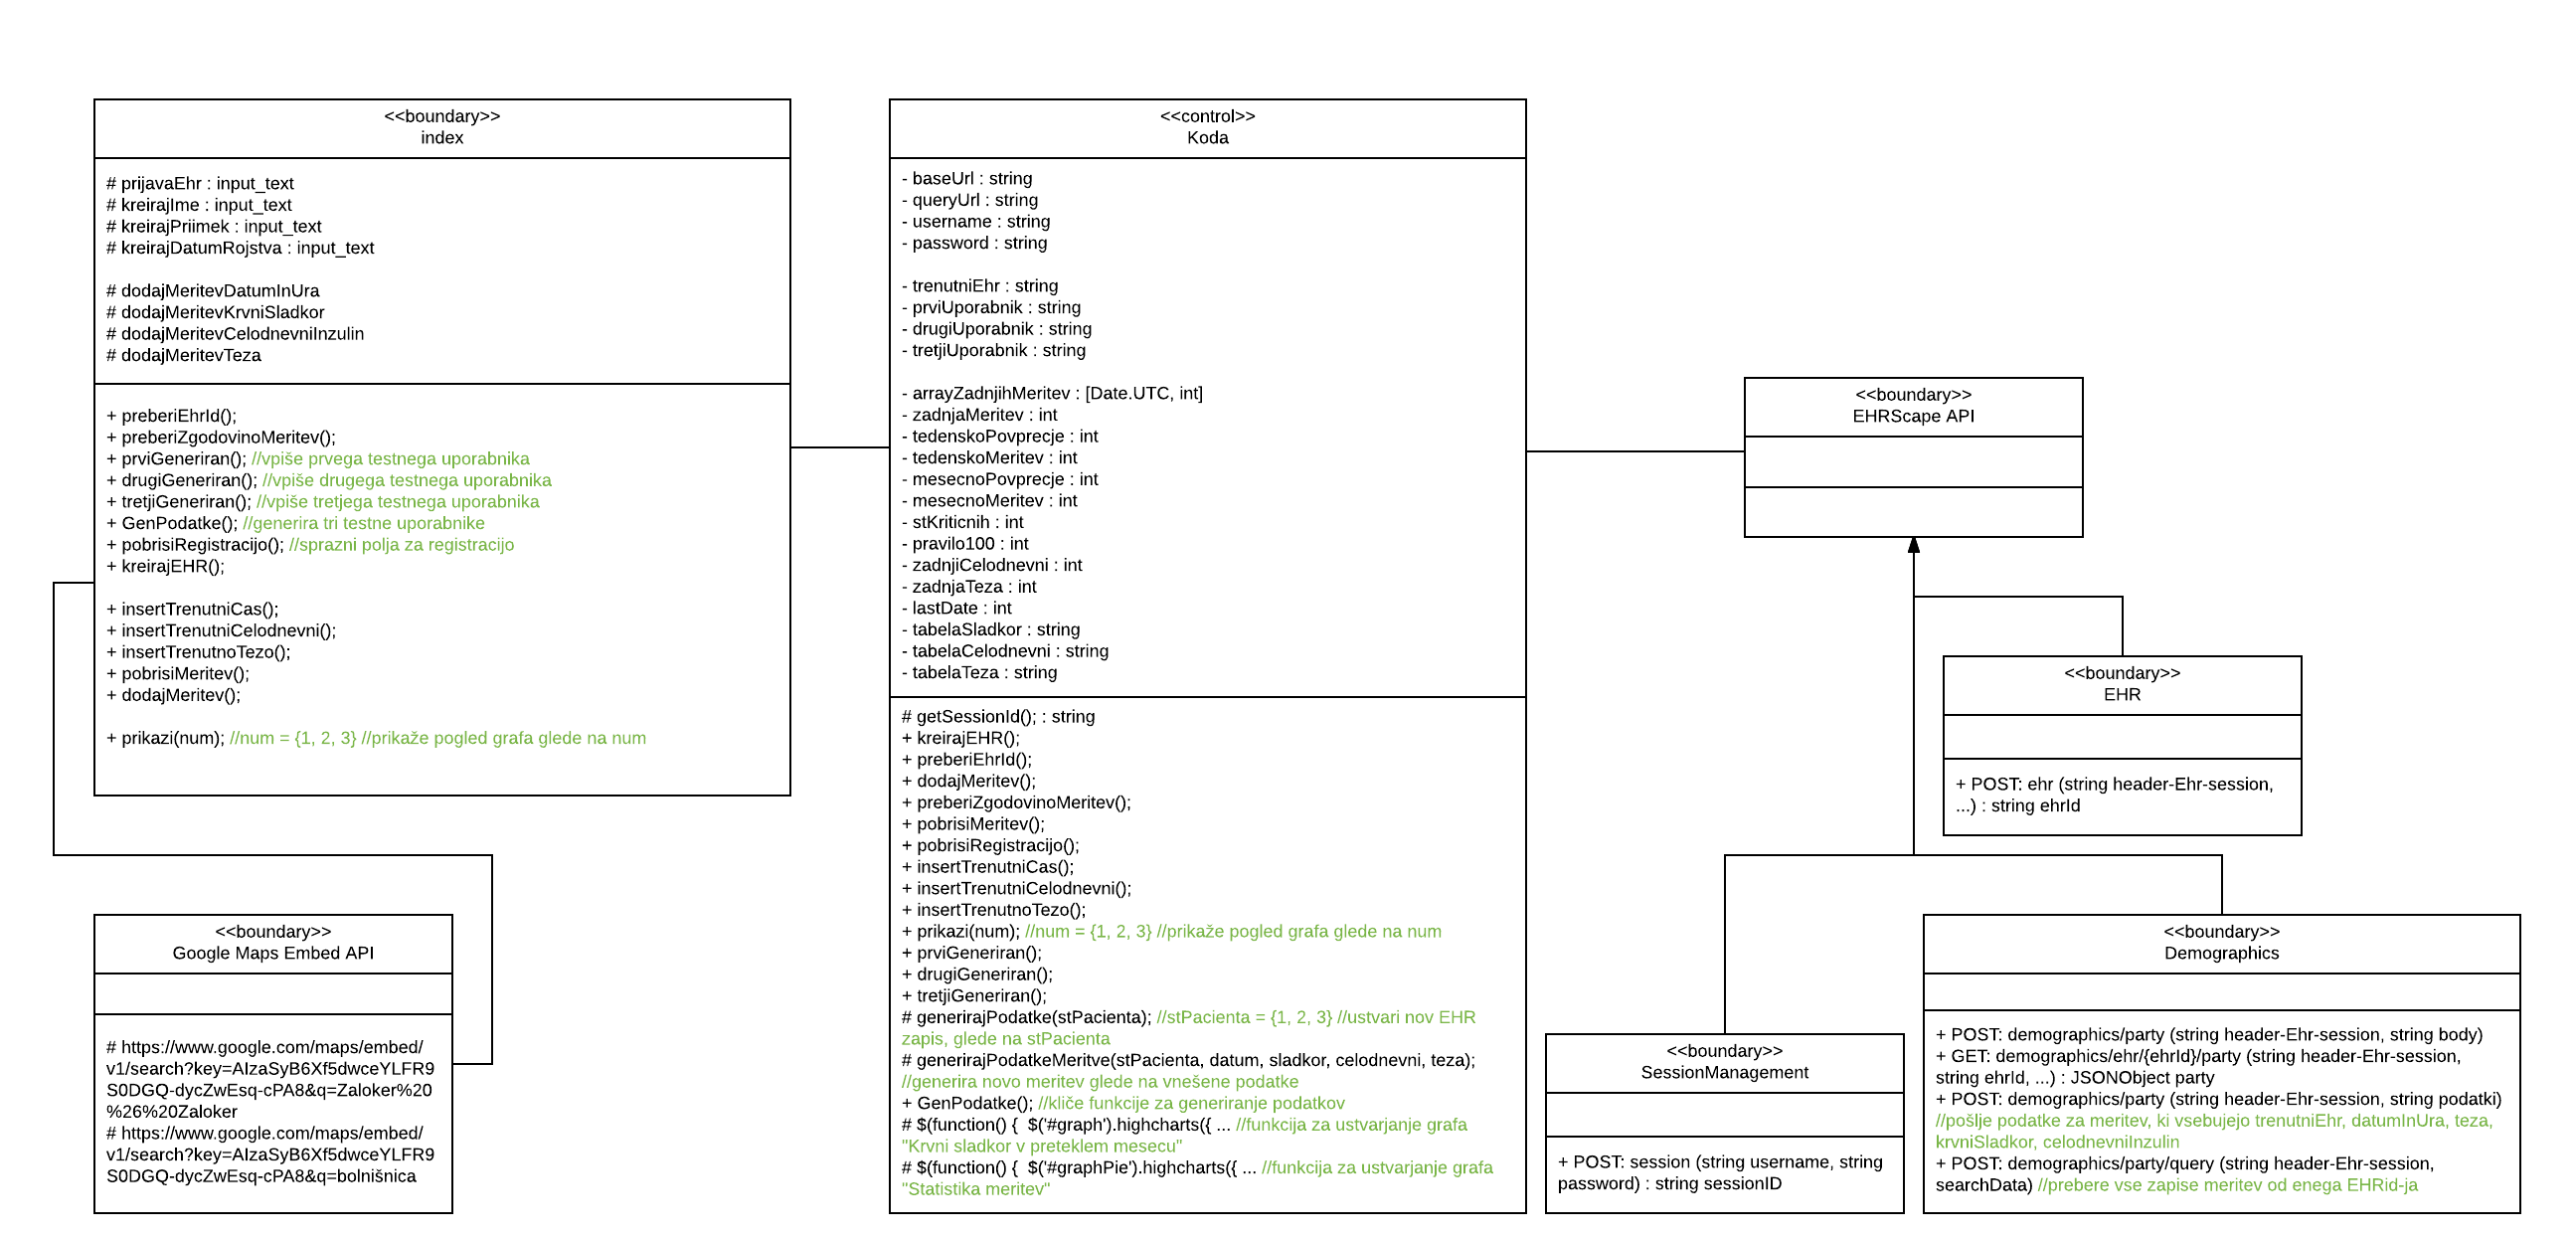 <<boundary>>
index
# prijavaEhr : input_text
# kreirajIme : input_text
# kreirajPriimek : input_text
# kreirajDatumRojstva : input_text
# dodajMeritevDatumInUra
# dodajMeritevKrvniSladkor
# dodajMeritevCelodnevniInzulin
# dodajMeritevTeza
+ preberiEhrId();
+ preberiZgodovinoMeritev();
+ prviGeneriran(); //vpiše prvega testnega uporabnika
+ drugiGeneriran(); //vpiše drugega testnega uporabnika
+ tretjiGeneriran(); //vpiše tretjega testnega uporabnika
+ GenPodatke(); //generira tri testne uporabnike
+ pobrisiRegistracijo(); //sprazni polja za registracijo
+ kreirajEHR();
+ insertTrenutniCas();
+ insertTrenutniCelodnevni();
+ insertTrenutnoTezo();
+ pobrisiMeritev();
+ dodajMeritev();
+ prikazi(num); //num = {1, 2, 3} //prikaže pogled grafa glede na num
<<boundary>>
Google Maps Embed API
# https://www.google.com/maps/embed/
v1/search?key=AIzaSyB6Xf5dwceYLFR9
S0DGQ-dycZwEsq-cPA8&q=Zaloker%20
%26%20Zaloker
# https://www.google.com/maps/embed/
v1/search?key=AIzaSyB6Xf5dwceYLFR9
S0DGQ-dycZwEsq-cPA8&q=bolnišnica
<<control>>
Koda
- baseUrl : string
- queryUrl : string
- username : string
- password : string
- trenutniEhr : string
- prviUporabnik : string
- drugiUporabnik : string
- tretjiUporabnik : string
- arrayZadnjihMeritev : [Date.UTC, int]
- zadnjaMeritev : int
- tedenskoPovprecje : int
- tedenskoMeritev : int
- mesecnoPovprecje : int
- mesecnoMeritev : int
- stKriticnih : int
- pravilo100 : int
- zadnjiCelodnevni : int
- zadnjaTeza : int
- lastDate : int
- tabelaSladkor : string
- tabelaCelodnevni : string
- tabelaTeza : string
# getSessionId(); : string
+ kreirajEHR();
+ preberiEhrId();
+ dodajMeritev();
+ preberiZgodovinoMeritev();
+ pobrisiMeritev();
+ pobrisiRegistracijo();
+ insertTrenutniCas();
+ insertTrenutniCelodnevni();
+ insertTrenutnoTezo();
+ prikazi(num); //num = {1, 2, 3} //prikaže pogled grafa glede na num
+ prviGeneriran();
+ drugiGeneriran();
+ tretjiGeneriran();
# generirajPodatke(stPacienta); //stPacienta = {1, 2, 3} //ustvari nov EHR
zapis, glede na stPacienta
# generirajPodatkeMeritve(stPacienta, datum, sladkor, celodnevni, teza);
//generira novo meritev glede na vnešene podatke
+ GenPodatke(); //kliče funkcije za generiranje podatkov
# $(function() { $('#graph').highcharts({ ... //funkcija za ustvarjanje grafa
"Krvni sladkor v preteklem mesecu"
# $(function() { $('#graphPie').highcharts({ ... //funkcija za ustvarjanje grafa
"Statistika meritev"
<<boundary>>
EHRScape API
<<boundary>>
EHR
+ POST: ehr (string header-Ehr-session,
...) : string ehrId
<<boundary>>
SessionManagement
+ POST: session (string username, string
password) : string sessionID
<<boundary>>
Demographics
+ POST: demographics/party (string header-Ehr-session, string body)
+ GET: demographics/ehr/{ehrId}/party (string header-Ehr-session,
string ehrId, ...) : JSONObject party
+ POST: demographics/party (string header-Ehr-session, string podatki)
//pošlje podatke za meritev, ki vsebujejo trenutniEhr, datumInUra, teza,
krvniSladkor, celodnevniInzulin
+ POST: demographics/party/query (string header-Ehr-session,
searchData) //prebere vse zapise meritev od enega EHRid-ja